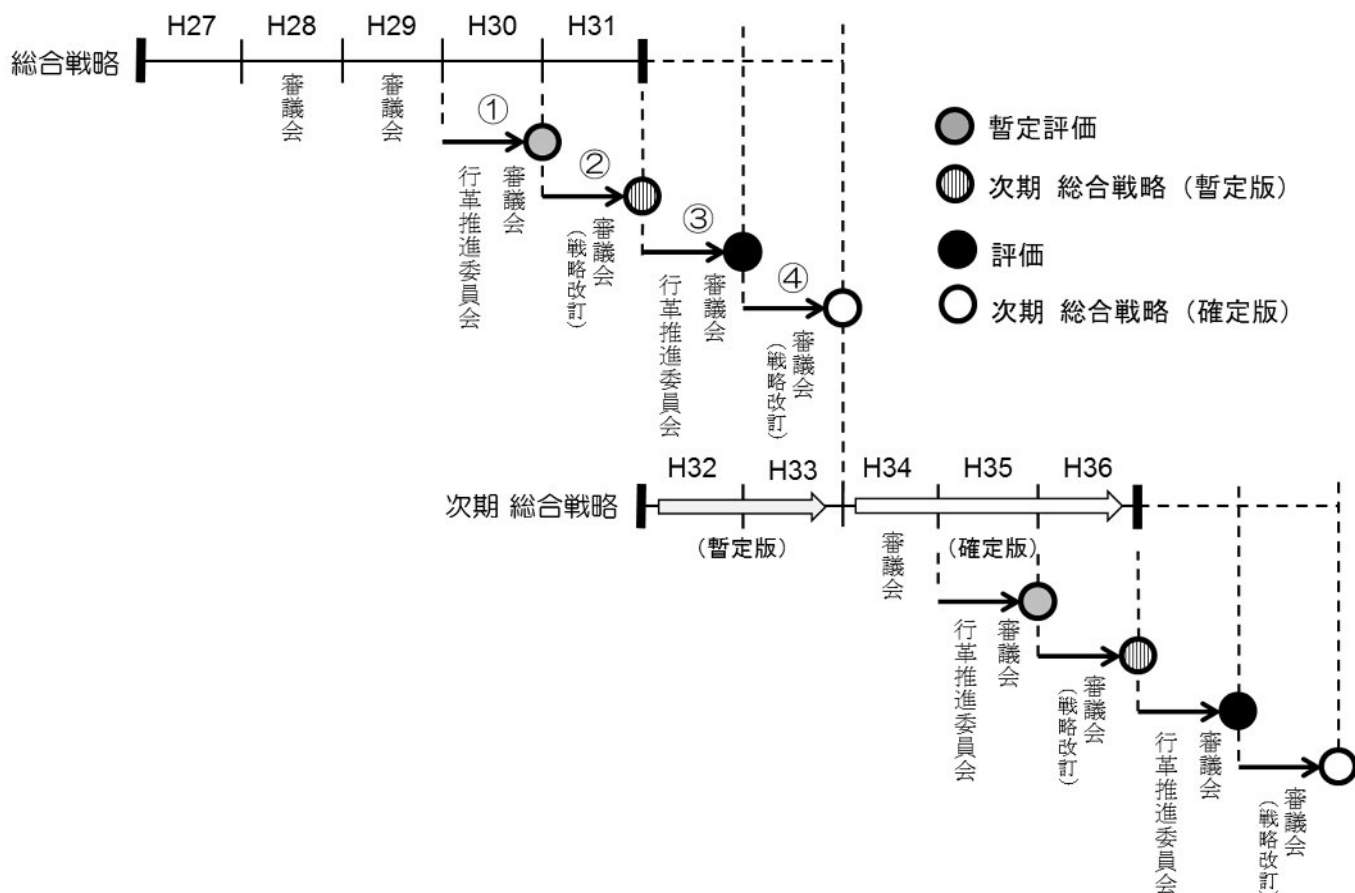 H27 H28 H29 H30 H31
総合戦略
審議会
審議会
①
行革推進委員会
審議会
②
審議会
(戦略改訂)
③
行革推進委員会
審議会
④
審議会
(戦略改訂)
暫定評価
次期 総合戦略（暫定版）
評価
次期 総合戦略（確定版）
H32 H33 H34 H35 H36
次期 総合戦略
（暫定版）
（確定版）
審議会
行革推進委員会
審議会
審議会
(戦略改訂)
行革推進委員会
審議会
審議会
(戦略改訂)